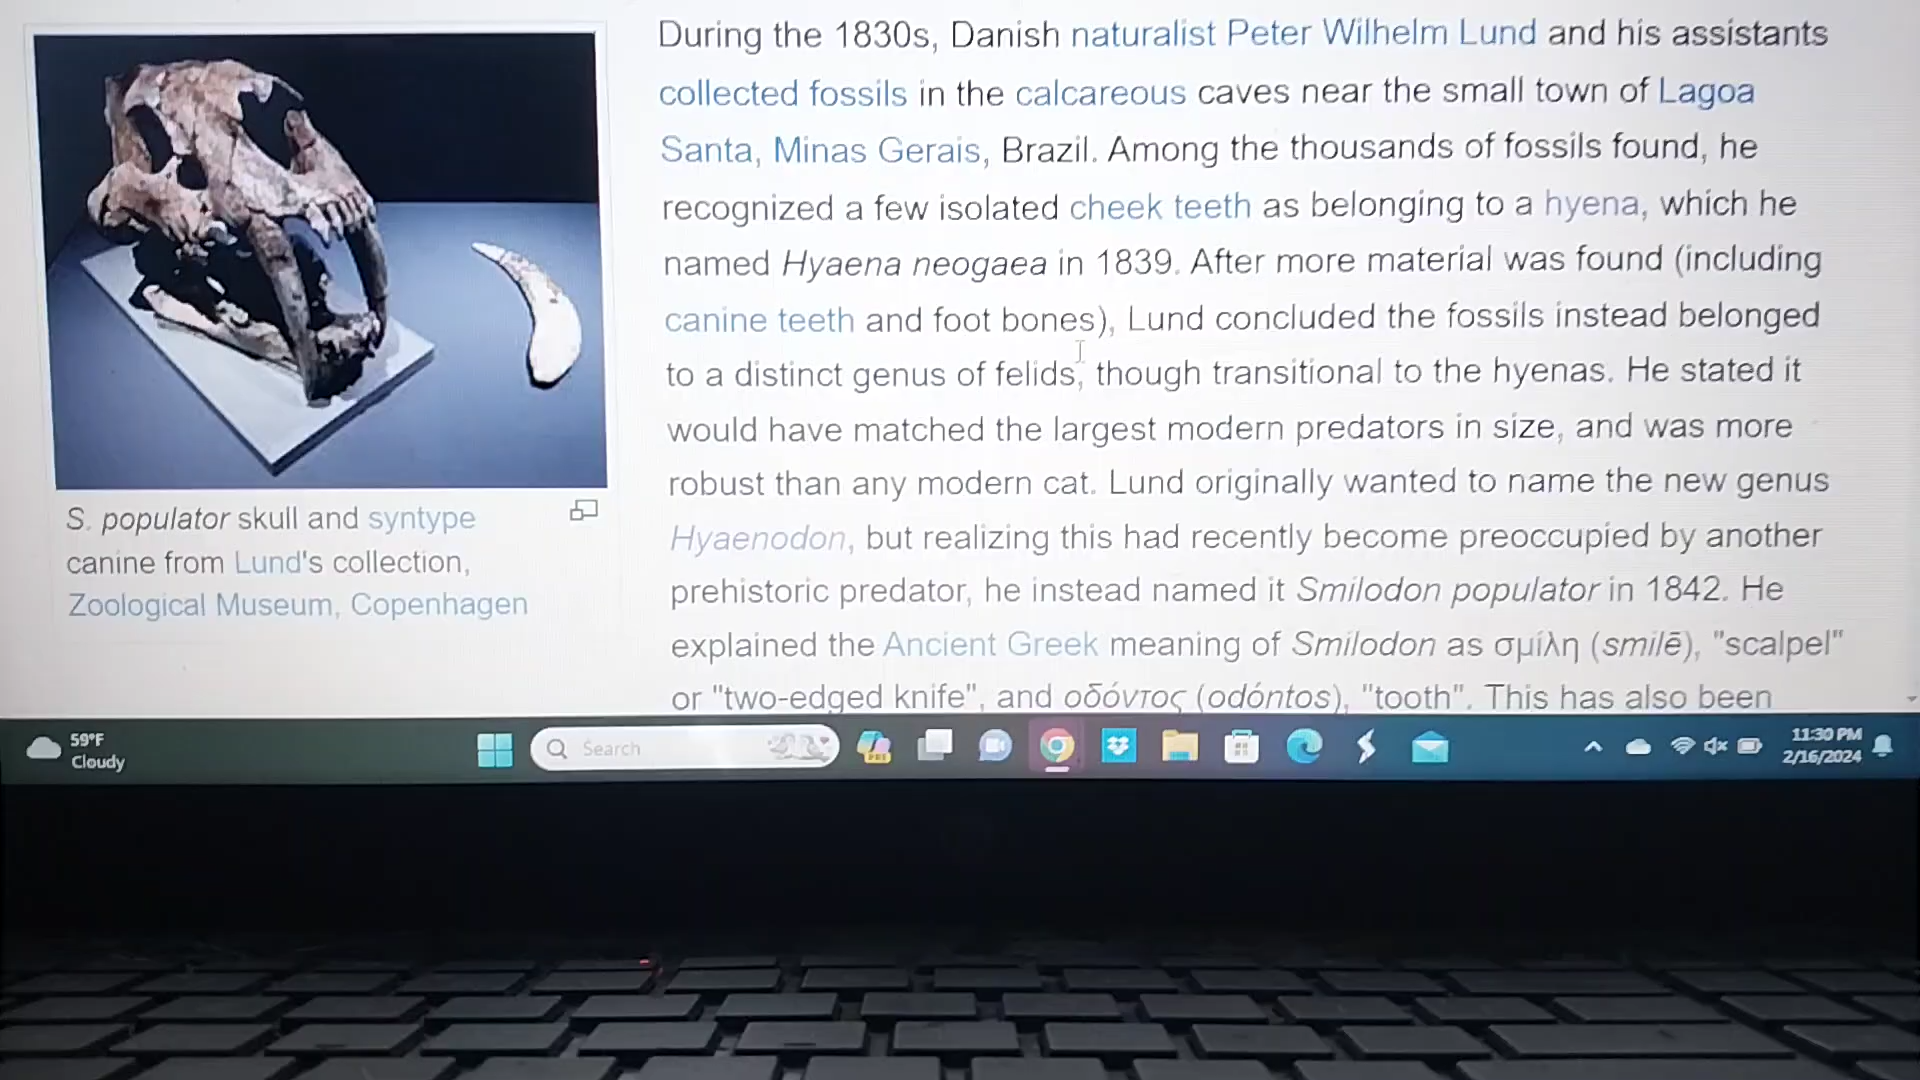 During the 1830s, Danish naturalist Peter Wilhelm Lund and his assistants
collected fossils in the calcareous caves near the small town of Lagoa
Santa, Minas Gerais, Brazil. Among the thousands of fossils found, he
recognized a few isolated cheek teeth as belonging to a hyena, which he
named Hyaena neogaea in 1839. After more material was found (including
canine teeth and foot bones), Lund concluded the fossils instead belonged
to a distinct genus of felids, though transitional to the hyenas. He stated it
would have matched the largest modern predators in size, and was more
robust than any modern cat. Lund originally wanted to name the new genus
Hyaenodon, but realizing this had recently become preoccupied by another
prehistoric predator, he instead named it Smilodon populator in 1842. He
explained the Ancient Greek meaning of Smilodon as σμίλη (smilē), "scalpel"
or "two-edged knife", and οδόντος (odóntos), "tooth". This has also been
S. populator skull and syntype
canine from Lund's collection,
Zoological Museum, Copenhagen
59°F
Cloudy
Search
11:30 PM
2/16/2024